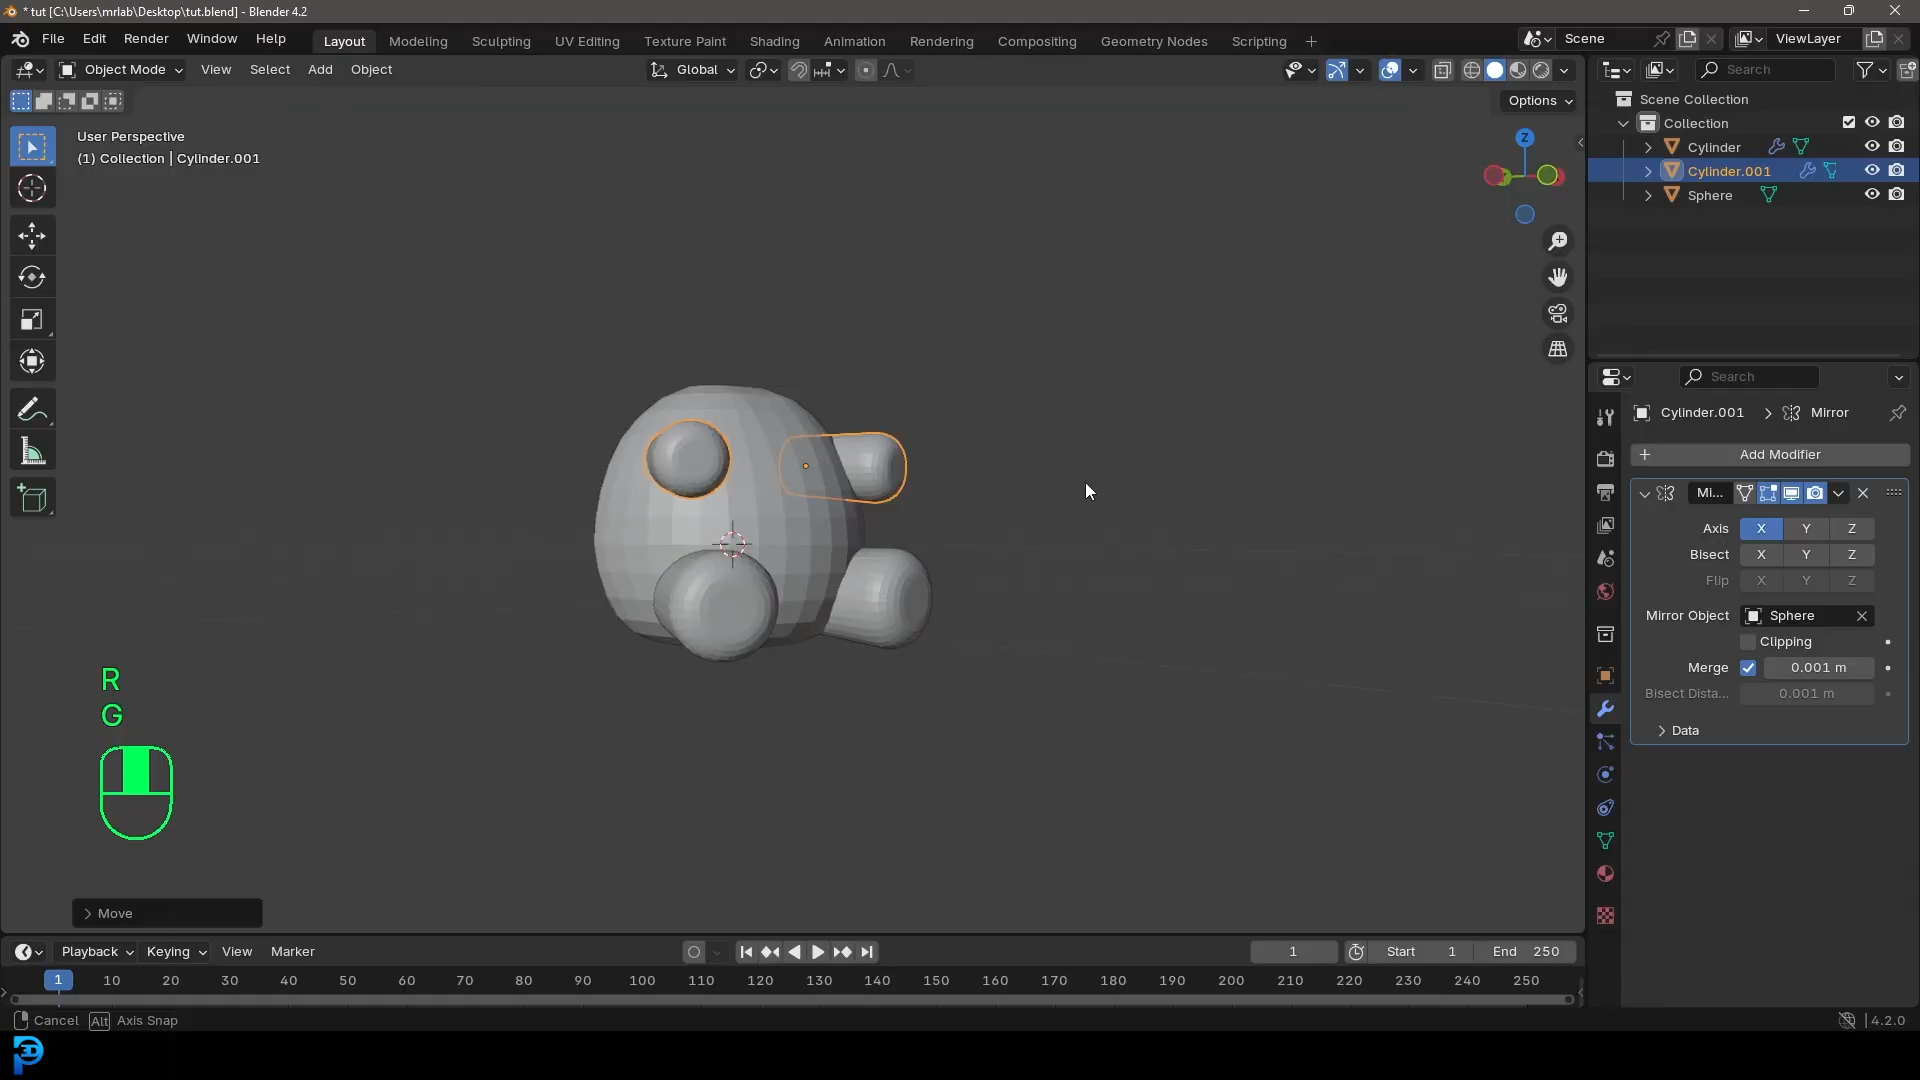 * tut [C:\Users\mrlab\Desktop\tut.blend] - Blender 4.2
File Edit Render Window Help
Layout Modeling Sculpting UV Editing Texture Paint Shading Animation Rendering Compositing Geometry Nodes Scripting +
Scene
ViewLayer
Object Mode View Select Add Object
Global
Options
User Perspective
(1) Collection | Cylinder.001
Z
Search
Scene Collection
Collection
Cylinder
Cylinder.001
Sphere
Search
Cylinder.001 > Mirror
+ Add Modifier
Mi...
Axis X Y Z
Bisect X Y Z
Flip X Y Z
Mirror Object Sphere
Clipping
Merge 0.001 m
Bisect Dista... 0.001 m
Data
R
G
Move
Playback Keying View Marker
1
Start 1
End 250
1 10 20 30 40 50 60 70 80 90 100 110 120 130 140 150 160 170 180 190 200 210 220 230 240 250
Cancel Alt Axis Snap
4.2.0
3D